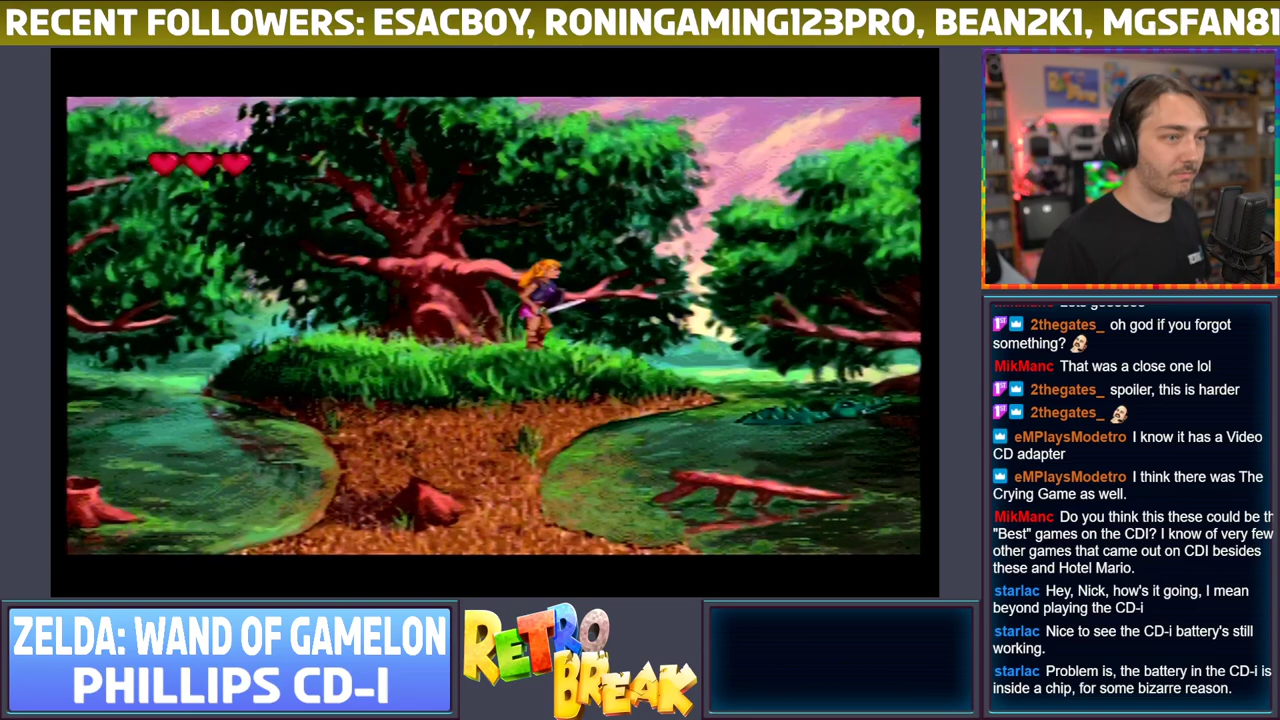 RECENT FOLLOWERS: ESACBOY, RONINGAMING123PRO, BEAN2K1, MGSFAN81
2thegates_ oh god if you forgot
something?
MikManc That was a close one lol
2thegates_ spoiler, this is harder
2thegates_
eMPlaysModetro I know it has a Video
CD adapter
eMPlaysModetro I think there was The
Crying Game as well.
MikManc Do you think this these could be th
"Best" games on the CDI? I know of very few
other games that came out on CDI besides
these and Hotel Mario.
starlac Hey, Nick, how's it going, I mean
beyond playing the CD-i
starlac Nice to see the CD-i battery's still
working.
starlac Problem is, the battery in the CD-i is
inside a chip, for some bizarre reason.
ZELDA: WAND OF GAMELON
PHILLIPS CD-I
RETRO
BREAK